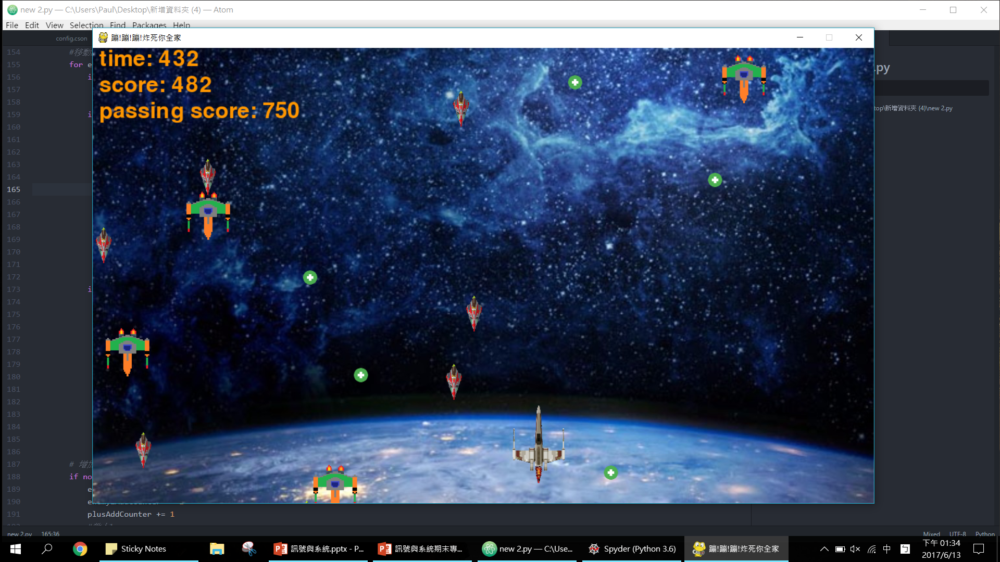 new 2.py — C:\Users\Paul\Desktop\新增資料夾 (4) — Atom
File Edit View Selection Find Packages Help
蹦!蹦!蹦!炸死你全家
config.cson
time: 432
score: 482
passing score: 750
.py
top\新增資料夾 (4)\new 2.py
154 #移動
155 for e
156 i
157
158
159 i
160
161
162
163
164
165
166
167
168
169
170
171
172
173 i
174
175
176
177
178
179
180
181
182
183
184
185
186
187 # 增加
188 if no
189 e
190
191 plusAddCounter += 1
new 2.py 165:36 Mixed UTF-8 Python
Sticky Notes
訊號與系統.pptx - P...
訊號與系統期末專...
new 2.py — C:\Use...
Spyder (Python 3.6)
蹦!蹦!蹦!炸死你全家
中
ㄅ
下午 01:34
2017/6/13